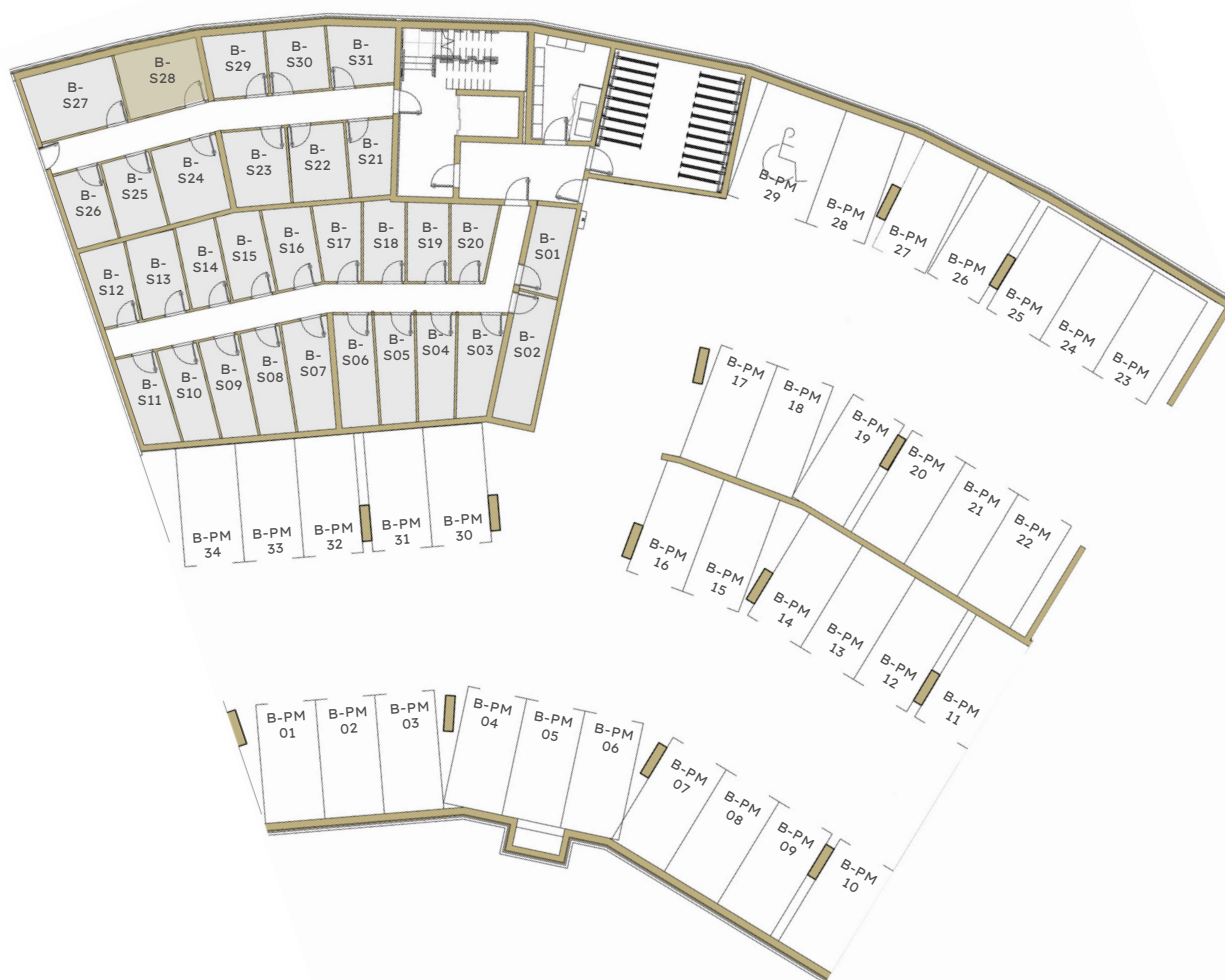 B-
S27
B-
S28
B-
S29
B-
S30
B-
S31
B-
S26
B-
S25
B-
S24
B-
S23
B-
S22
B-
S21
B-
S12
B-
S13
B-
S14
B-
S15
B-
S16
B-
S17
B-
S18
B-
S19
B-
S20
B-
S01
B-
S11
B-
S10
B-
S09
B-
S08
B-
S07
B-
S06
B-
S05
B-
S04
B-
S03
B-
S02
B-PM
29
B-PM
28
B-PM
27
B-PM
26
B-PM
25
B-PM
24
B-PM
23
B-PM
17
B-PM
18
B-PM
19
B-PM
20
B-PM
21
B-PM
22
B-PM
34
B-PM
33
B-PM
32
B-PM
31
B-PM
30
B-PM
16
B-PM
15
B-PM
14
B-PM
13
B-PM
12
B-PM
11
B-PM
01
B-PM
02
B-PM
03
B-PM
04
B-PM
05
B-PM
06
B-PM
07
B-PM
08
B-PM
09
B-PM
10